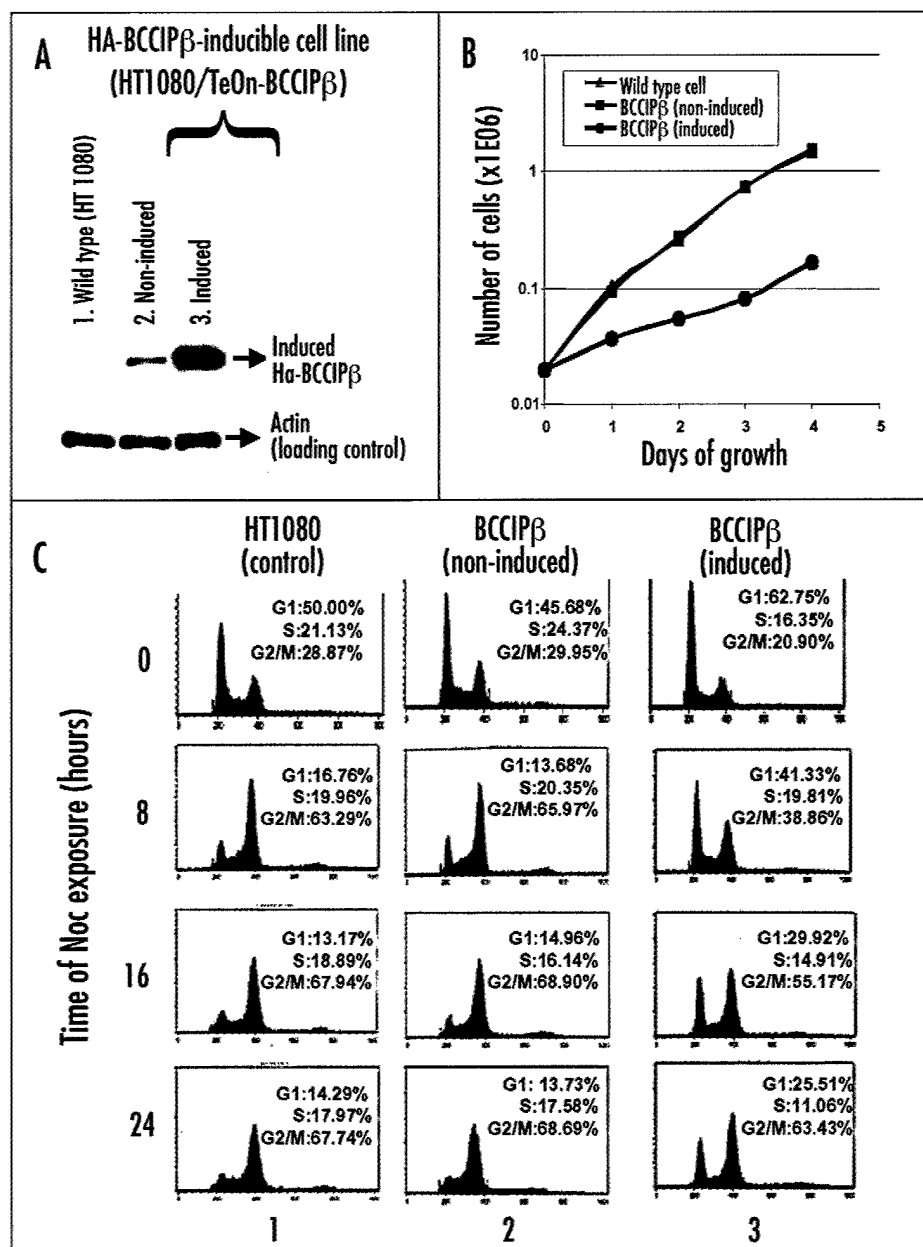 A
HA-BCCIPβ-inducible cell line
(HT1080/TeOn-BCCIPβ)
1. Wild type (HT 1080)
2. Non-induced
3. Induced
Induced
Ha-BCCIPβ
Actin
(loading control)
B
Wild type cell
BCCIPβ (non-induced)
BCCIPβ (induced)
Number of cells (x1E06)
10
1
0.1
0.01
0
1
2
3
4
5
Days of growth
C
HT1080
(control)
BCCIPβ
(non-induced)
BCCIPβ
(induced)
Time of Noc exposure (hours)
0
G1:50.00%
S:21.13%
G2/M:28.87%
G1:45.68%
S:24.37%
G2/M:29.95%
G1:62.75%
S:16.35%
G2/M:20.90%
8
G1:16.76%
S:19.96%
G2/M:63.29%
G1:13.68%
S:20.35%
G2/M:65.97%
G1:41.33%
S:19.81%
G2/M:38.86%
16
G1:13.17%
S:18.89%
G2/M:67.94%
G1:14.96%
S:16.14%
G2/M:68.90%
G1:29.92%
S:14.91%
G2/M:55.17%
24
G1:14.29%
S:17.97%
G2/M:67.74%
G1: 13.73%
S:17.58%
G2/M:68.69%
G1:25.51%
S:11.06%
G2/M:63.43%
1
2
3